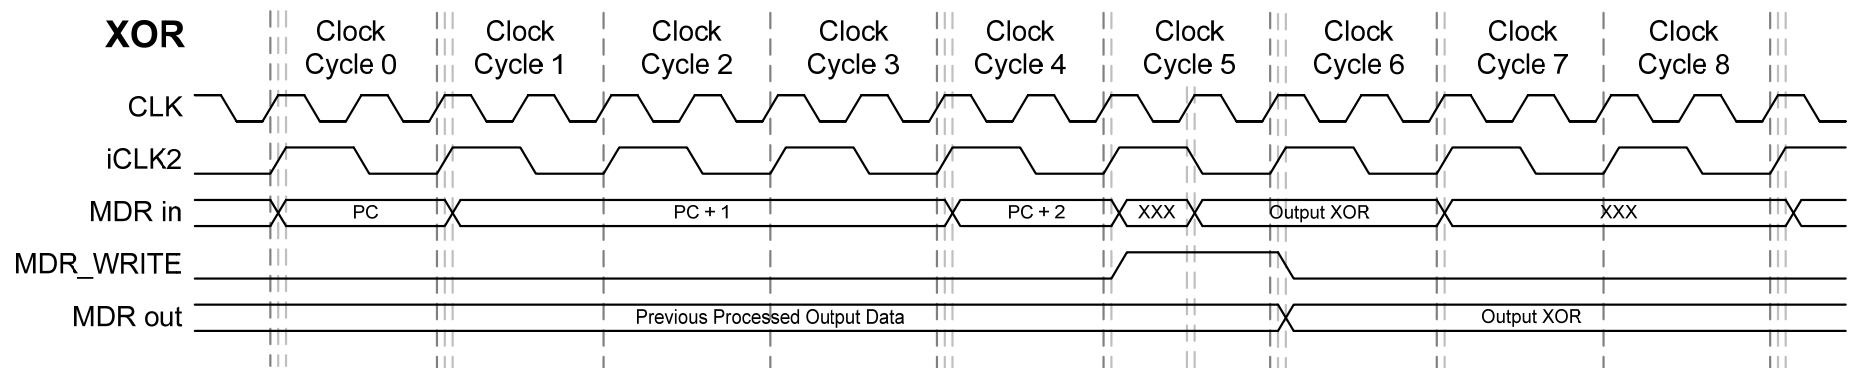 XOR
Clock Cycle 0
Clock Cycle 1
Clock Cycle 2
Clock Cycle 3
Clock Cycle 4
Clock Cycle 5
Clock Cycle 6
Clock Cycle 7
Clock Cycle 8
CLK
iCLK2
MDR in
PC
PC + 1
PC + 2
XXX
Output XOR
XXX
MDR_WRITE
MDR out
Previous Processed Output Data
Output XOR